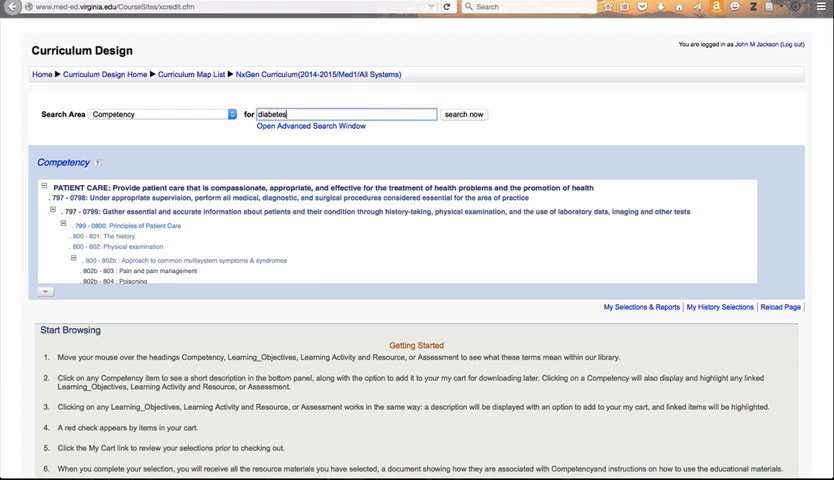 www.med-ed.virginia.edu/CourseSites/xcredit.cfm
Search
Curriculum Design
You are logged in as John M Jackson (Log out)
Home ▶ Curriculum Design Home ▶ Curriculum Map List ▶ NxGen Curriculum(2014-2015/Med1/All Systems)
Search Area Competency for diabetes search now
Open Advanced Search Window
Competency ?
PATIENT CARE: Provide patient care that is compassionate, appropriate, and effective for the treatment of health problems and the promotion of health
. 797 - 0798: Under appropriate supervision, perform all medical, diagnostic, and surgical procedures considered essential for the area of practice
. 797 - 0799: Gather essential and accurate information about patients and their condition through history-taking, physical examination, and the use of laboratory data, imaging and other tests
. 799 - 0800: Principles of Patient Care
. 800 - 801: The history
. 800 - 802: Physical examination
. 800 - 802b : Approach to common multisystem symptoms & syndromes
. 802b - 803 : Pain and pain management
. 802b - 804 : Poisoning
My Selections & Reports | My History Selections | Reload Page
Start Browsing
Getting Started
1. Move your mouse over the headings Competency, Learning_Objectives, Learning Activity and Resource, or Assessment to see what these terms mean within our library.
2. Click on any Competency item to see a short description in the bottom panel, along with the option to add it to your my cart for downloading later. Clicking on a Competency will also display and highlight any linked
Learning_Objectives, Learning Activity and Resource, or Assessment.
3. Clicking on any Learning_Objectives, Learning Activity and Resource, or Assessment works in the same way: a description will be displayed with an option to add to your my cart, and linked items will be highlighted.
4. A red check appears by items in your cart.
5. Click the My Cart link to review your selections prior to checking out.
6. When you complete your selection, you will receive all the resource materials you have selected, a document showing how they are associated with Competencyand instructions on how to use the educational materials.